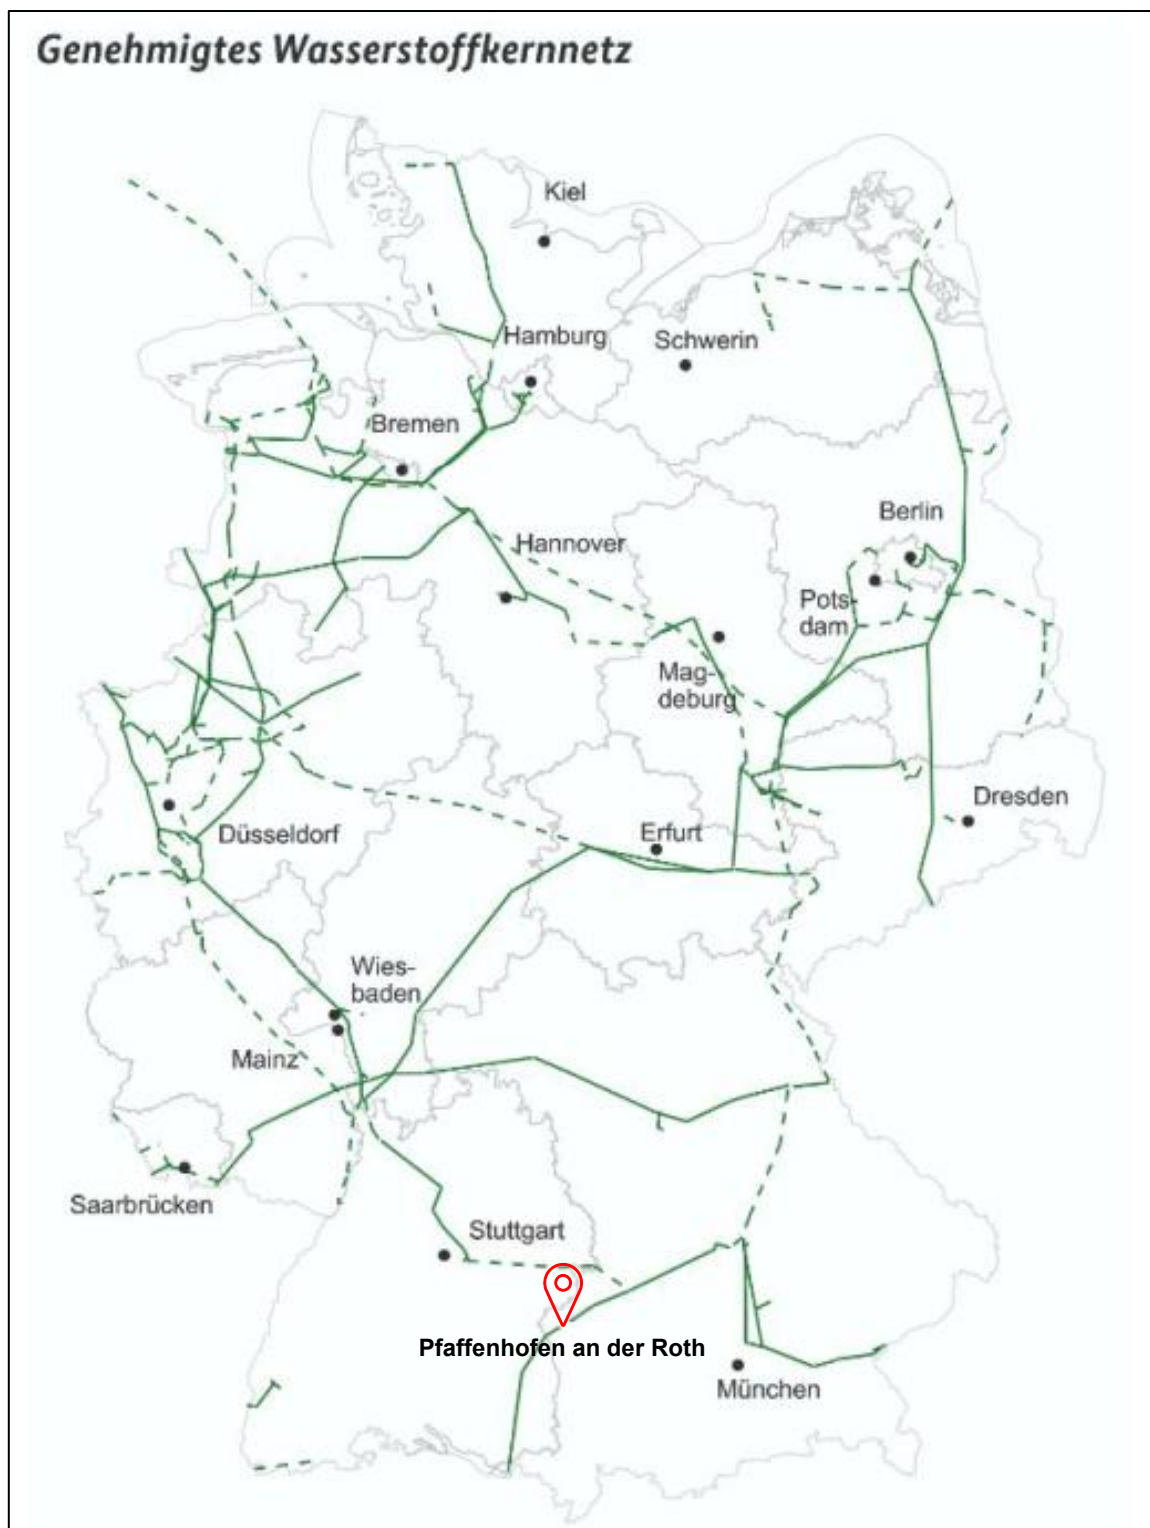 Genehmigtes Wasserstoffkernnetz
Kiel
Hamburg
Schwerin
Bremen
Berlin
Hannover
Pots-
dam
Mag-
deburg
Dresden
Düsseldorf
Erfurt
Wies-
baden
Mainz
Saarbrücken
Stuttgart
Pfaffenhofen an der Roth
München